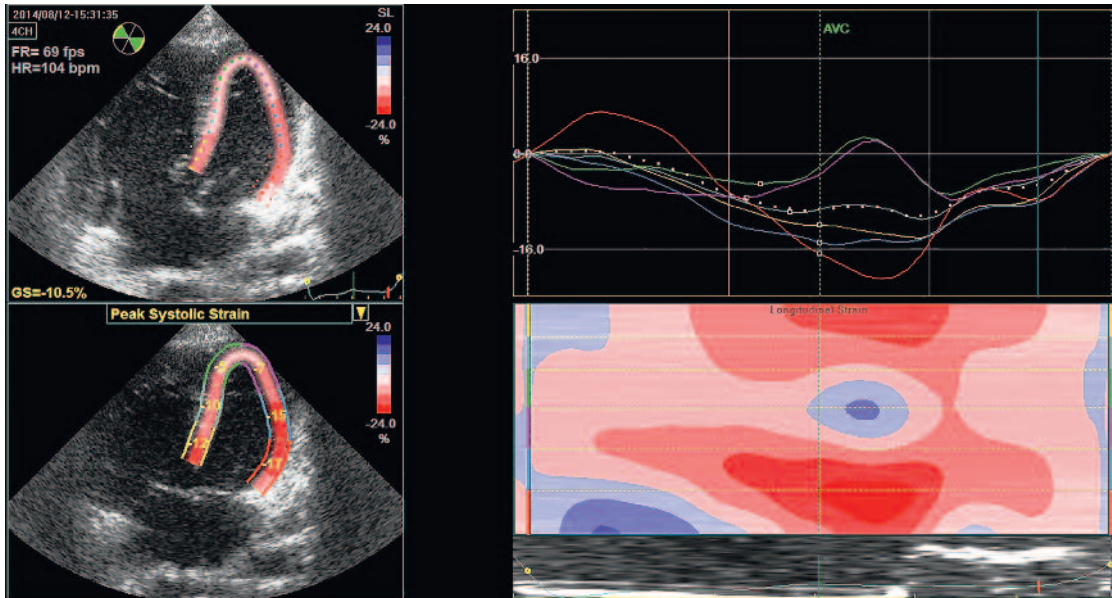 2014/08/12-15:31:35
4CH
FR= 69 fps
HR=104 bpm
SL
24.0
-24.0
%
GS=-10.5%
AVC
16.0
0.0
-16.0
Peak Systolic Strain
24.0
-24.0
%
-7
-10
-15
-12
-17
Longitudinal Strain